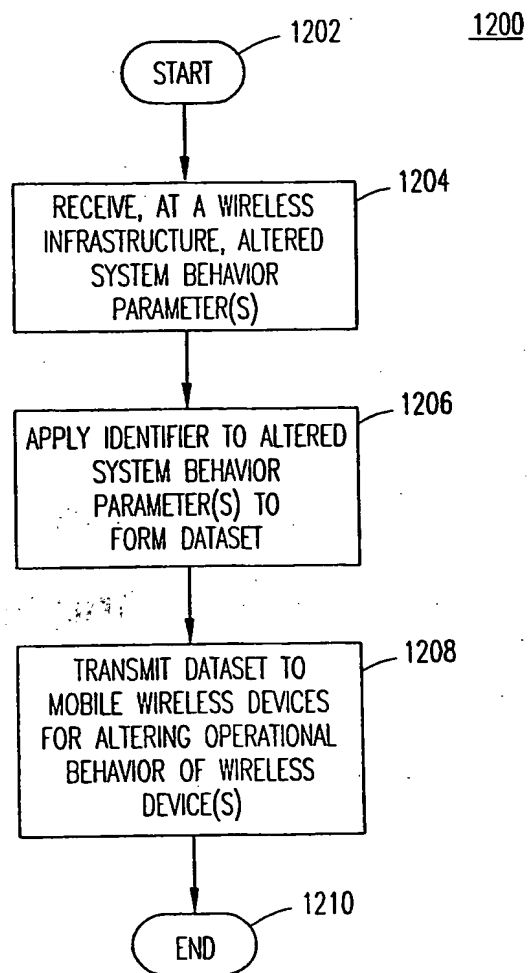 1200
1202
START
1204
RECEIVE, AT A WIRELESS
INFRASTRUCTURE, ALTERED
SYSTEM BEHAVIOR
PARAMETER(S)
1206
APPLY IDENTIFIER TO ALTERED
SYSTEM BEHAVIOR
PARAMETER(S) TO
FORM DATASET
1208
TRANSMIT DATASET TO
MOBILE WIRELESS DEVICES
FOR ALTERING OPERATIONAL
BEHAVIOR OF WIRELESS
DEVICE(S)
1210
END